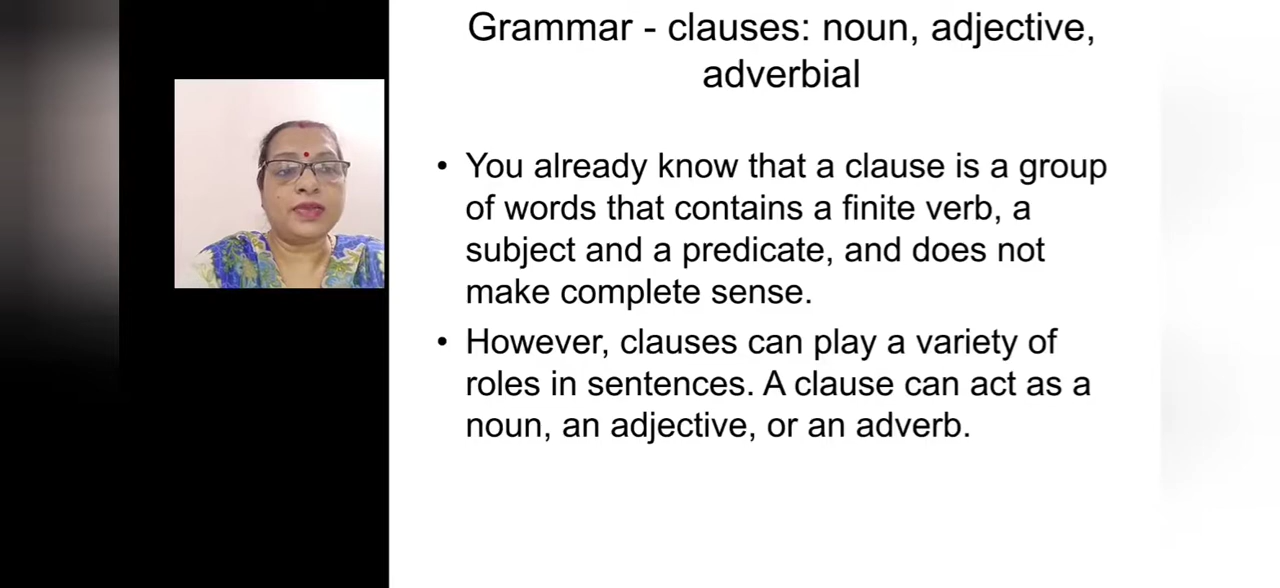 Grammar - clauses: noun, adjective,
adverbial
• You already know that a clause is a group
of words that contains a finite verb, a
subject and a predicate, and does not
make complete sense.
• However, clauses can play a variety of
roles in sentences. A clause can act as a
noun, an adjective, or an adverb.